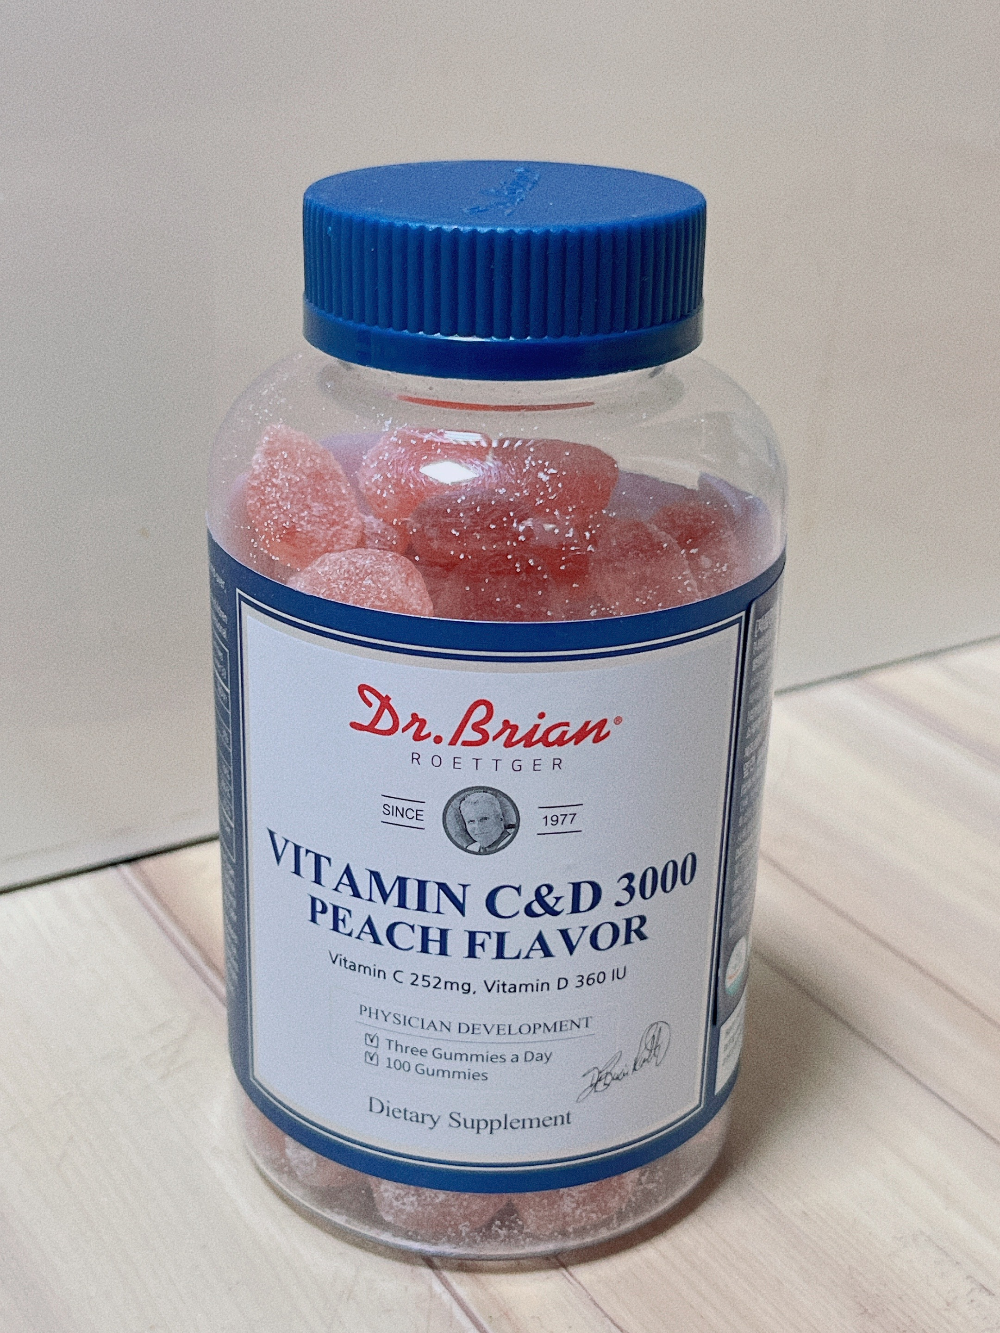 Dr.Brian®
ROETTGER
SINCE
1977
VITAMIN C&D 3000
PEACH FLAVOR
Vitamin C 252mg, Vitamin D 360 IU
PHYSICIAN DEVELOPMENT
Three Gummies a Day
100 Gummies
Dietary Supplement